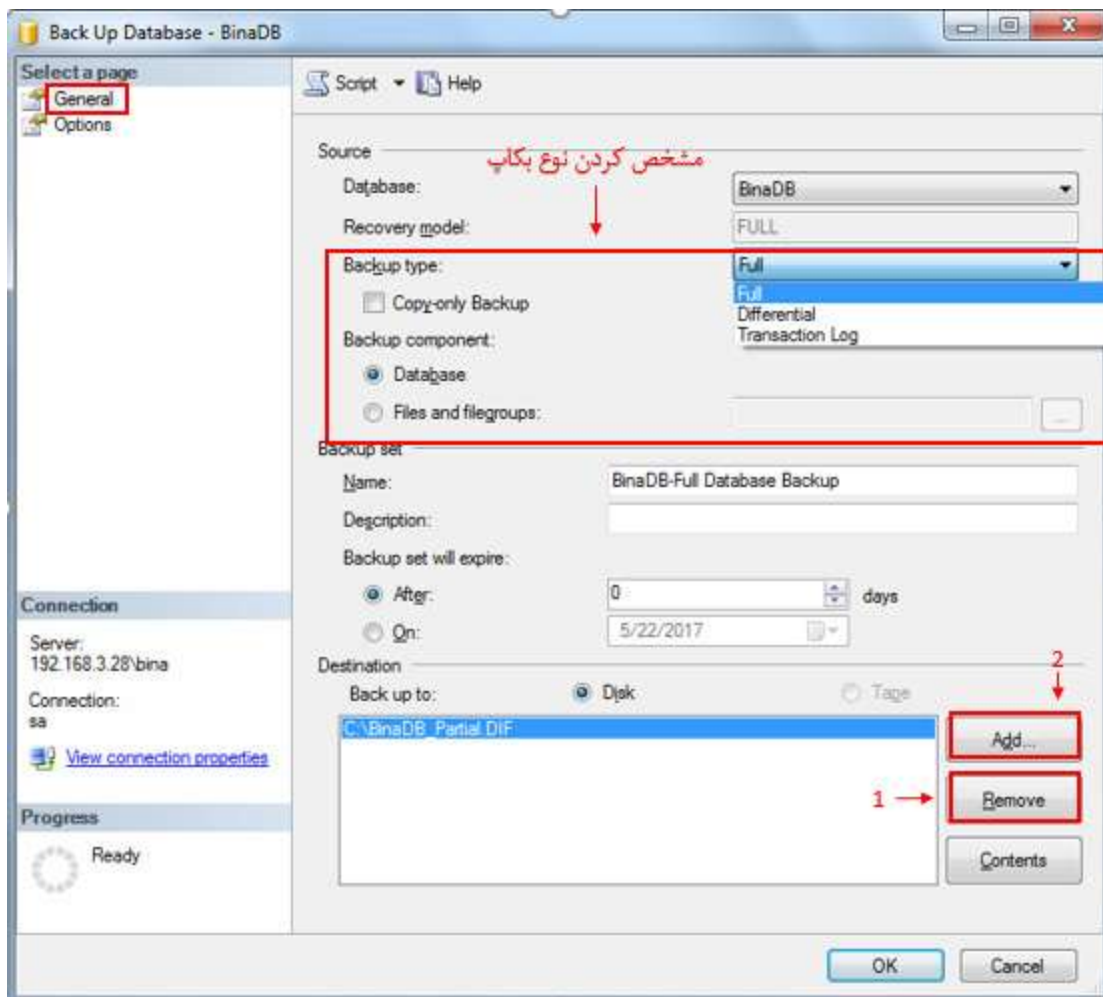 Back Up Database - BinaDB
Select a page
General
Options
Script
Help
Source
مشخص کردن نوع بکاپ
Database:
BinaDB
Recovery model:
FULL
Backup type:
Full
Full
Differential
Transaction Log
Copy-only Backup
Backup component:
Database
Files and filegroups:
...
Backup set
Name:
BinaDB-Full Database Backup
Description:
Backup set will expire:
After:
0
days
On:
5/22/2017
Destination
Back up to:
Disk
Tape
2
C:\BinaDB_Partial.DIF
Add...
1
Remove
Contents
Connection
Server:
192.168.3.28\bina
Connection:
sa
View connection properties
Progress
Ready
OK
Cancel